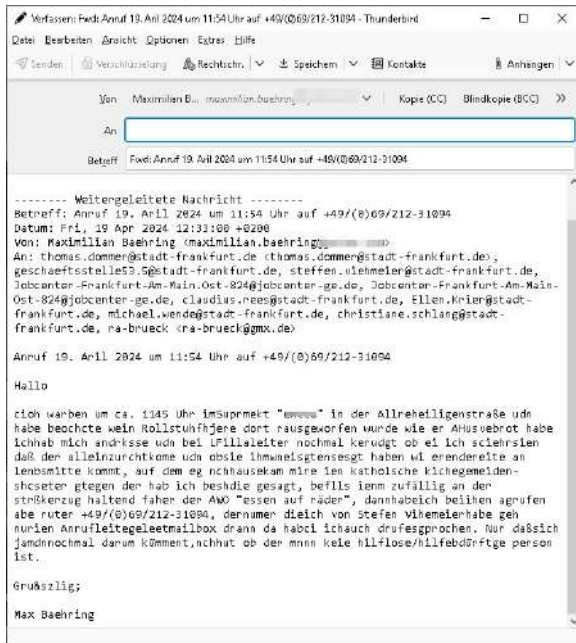 Verfassen: Fwd: Anruf 19. Aril 2024 um 11:54 Uhr auf +49/(0)69/212-31094 - Thunderbird
Datei Bearbeiten Ansicht Optionen Extras Hilfe
Senden Verschlüsselung Rechtschr. Speichern Kontakte Anhängen
Von Maximilian B... maximilian.baehring Kopie (CC) Blindkopie (BCC)
An
Betreff Fwd: Anruf 19. Aril 2024 um 11:54 Uhr auf +49/(0)69/212-31094
-------- Weitergeleitete Nachricht --------
Betreff: Anruf 19. Aril 2024 um 11:54 Uhr auf +49/(0)69/212-31094
Datum: Fri, 19 Apr 2024 12:33:00 +0200
Von: Maximilian Baehring <maximilian.baehring@
An: thomas.dommer@stadt-frankfurt.de <thomas.dommer@stadt-frankfurt.de>,
geschaeftsstelle53.5@stadt-frankfurt.de, steffen.viehmeier@stadt-frankfurt.de,
Jobcenter-Frankfurt-Am-Main.Ost-824@jobcenter-ge.de, Jobcenter-Frankfurt-Am-Main-
Ost-824@jobcenter-ge.de, claudius.rees@stadt-frankfurt.de, Ellen.Krier@stadt-
frankfurt.de, michael.wende@stadt-frankfurt.de, christiane.schlang@stadt-
frankfurt.de, ra-brueck <ra-brueck@gmx.de>
Anruf 19. Aril 2024 um 11:54 Uhr auf +49/(0)69/212-31094
Hallo
cioh warben um ca. 1145 Uhr imSuprmekt " " in der Allreheiligenstraße udn
habe beochcte wein Rollstuhfhjere dort rausgeworfen wurde wie er AHusvebrot habe
ichhab mich andrksse udn bei LFillaleiter nochmal kerudgt ob ei ich sciehrsien
daß der alleinzurchtkome udn obsie ihmwneisgtensesgt haben wi erendereite an
lenbsmitte kommt, auf dem eg nchhausekam mire ien katholsche kichegemeiden-
shcseter gtegen der hab ich beshdie gesagt, beflls ienm zufällig an der
strßkerzug haltend faher der AWO "essen auf räder", dannhabeich beiihen agrufen
abe ruter +49/(0)69/212-31094, dernumer dieich von Stefen Vihemeierhabe geh
nurien Anrufleitegeleetmailbox drann da habci ichauch drufesgprochen. Nur daßsich
jamdnnochmal darum kümment,nchhut ob der mnnn keie hilflose/hilfebdürftge person
ist.
Grußszlig;
Max Baehring